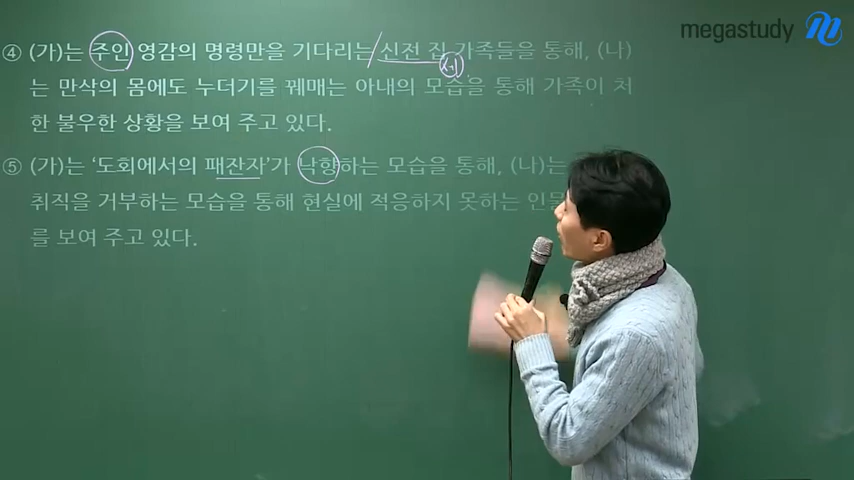 megastudy
④ (가)는 주인 영감의 명령만을 기다리는 신전 집 가족들을 통해, (나)
세
는 만삭의 몸에도 누더기를 꿰매는 아내의 모습을 통해 가족이 처
한 불우한 상황을 보여 주고 있다.
⑤ (가)는 '도회에서의 패잔자'가 낙향하는 모습을 통해, (나)는
취직을 거부하는 모습을 통해 현실에 적응하지 못하는
를 보여 주고 있다.